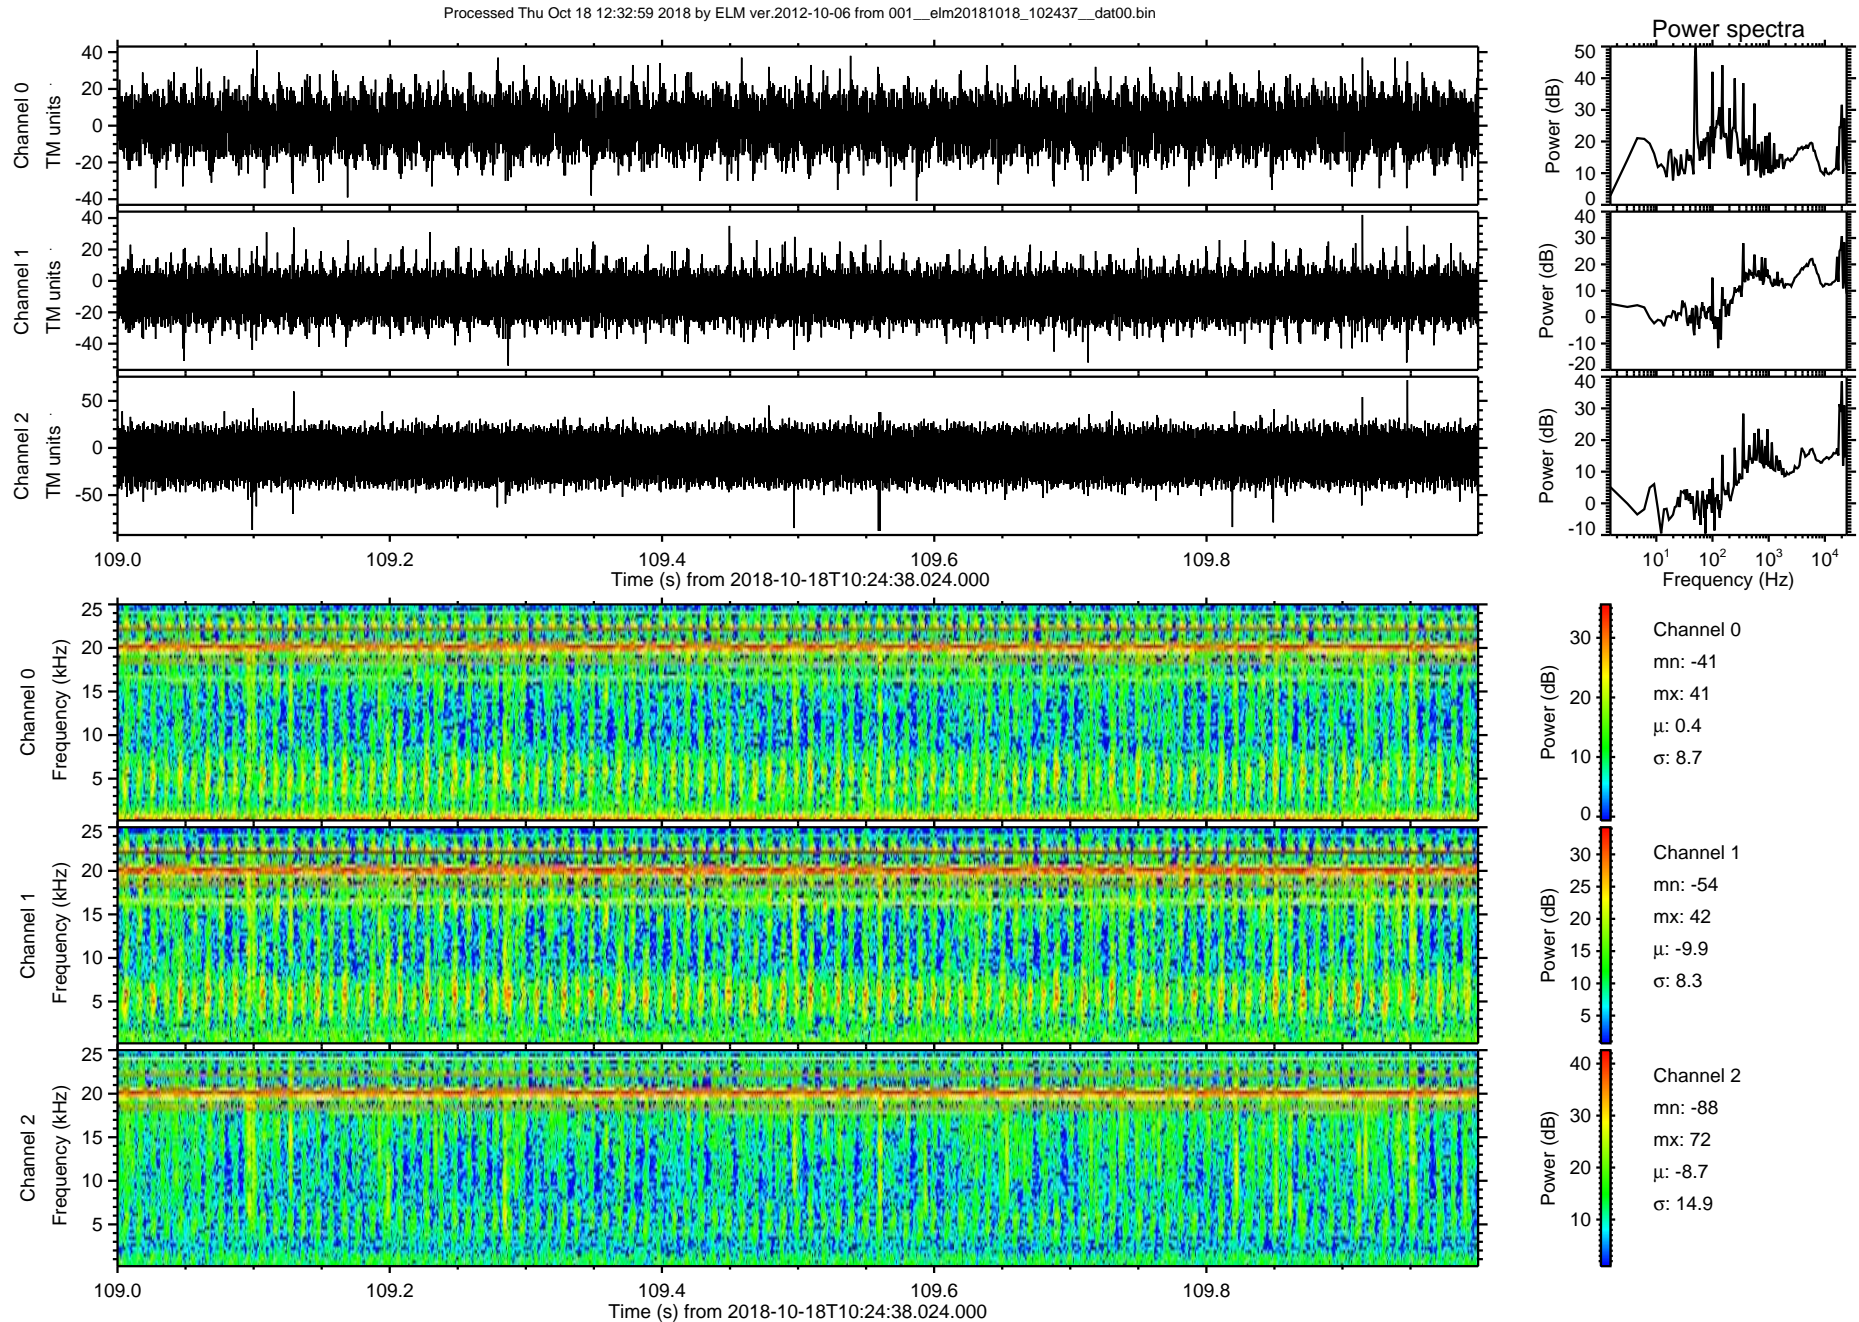 Processed Thu Oct 18 12:32:59 2018 by ELM ver.2012-10-06 from 001__elm20181018_102437__dat00.bin
Power spectra
Channel 0
TM units
40
20
0
-20
-40
Power (dB)
50
40
30
20
10
0
Channel 1
TM units
40
20
0
-20
-40
Power (dB)
40
30
20
10
0
-10
-20
Channel 2
TM units
50
0
-50
Power (dB)
40
30
20
10
0
-10
109.0 109.2 109.4 109.6 109.8
Time (s) from 2018-10-18T10:24:38.024.000
10¹ 10² 10³ 10⁴
Frequency (Hz)
Channel 0
Frequency (kHz)
25
20
15
10
5
Power (dB)
30
20
10
0
Channel 0
mn: -41
mx: 41
μ: 0.4
σ: 8.7
Channel 1
Frequency (kHz)
25
20
15
10
5
Power (dB)
30
25
20
15
10
5
Channel 1
mn: -54
mx: 42
μ: -9.9
σ: 8.3
Channel 2
Frequency (kHz)
25
20
15
10
5
Power (dB)
40
30
20
10
Channel 2
mn: -88
mx: 72
μ: -8.7
σ: 14.9
109.0 109.2 109.4 109.6 109.8
Time (s) from 2018-10-18T10:24:38.024.000